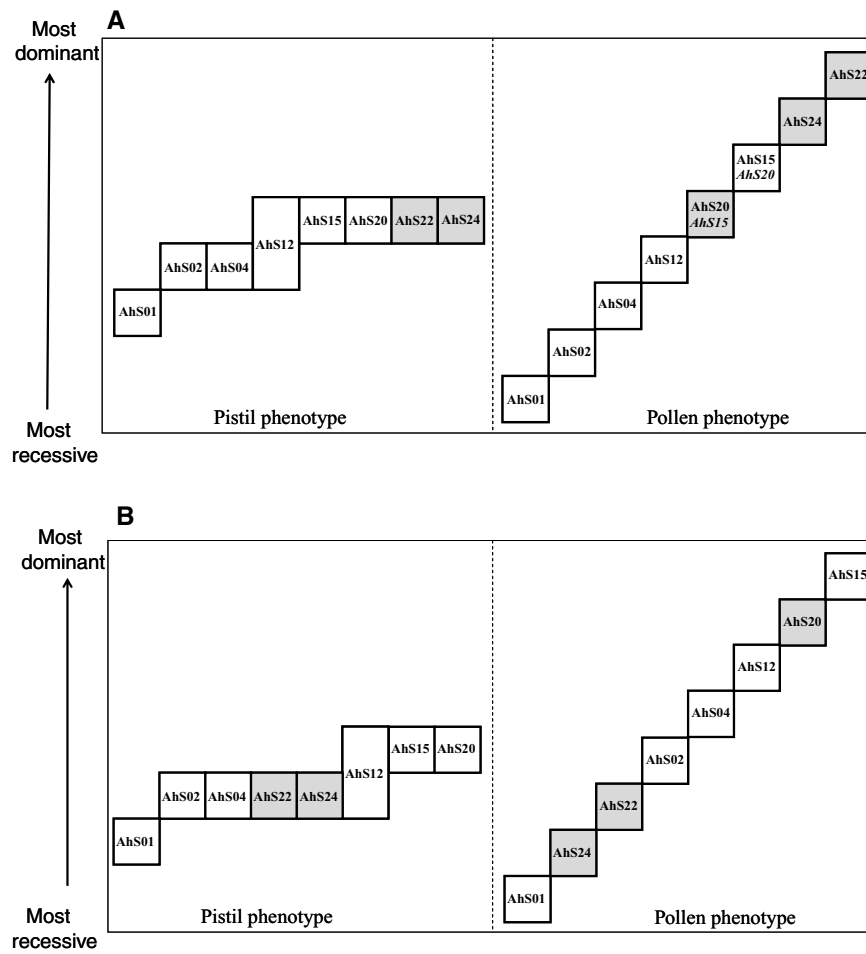 A
Most
dominant
AhS22
AhS24
AhS15
AhS20
AhS20
AhS15
AhS12
AhS04
AhS02
AhS01
AhS01
AhS02
AhS04
AhS12
AhS15
AhS20
AhS22
AhS24
Most
recessive
Pistil phenotype
Pollen phenotype
B
Most
dominant
AhS15
AhS20
AhS12
AhS04
AhS02
AhS22
AhS24
AhS01
AhS01
AhS02
AhS04
AhS22
AhS24
AhS12
AhS15
AhS20
Most
recessive
Pistil phenotype
Pollen phenotype